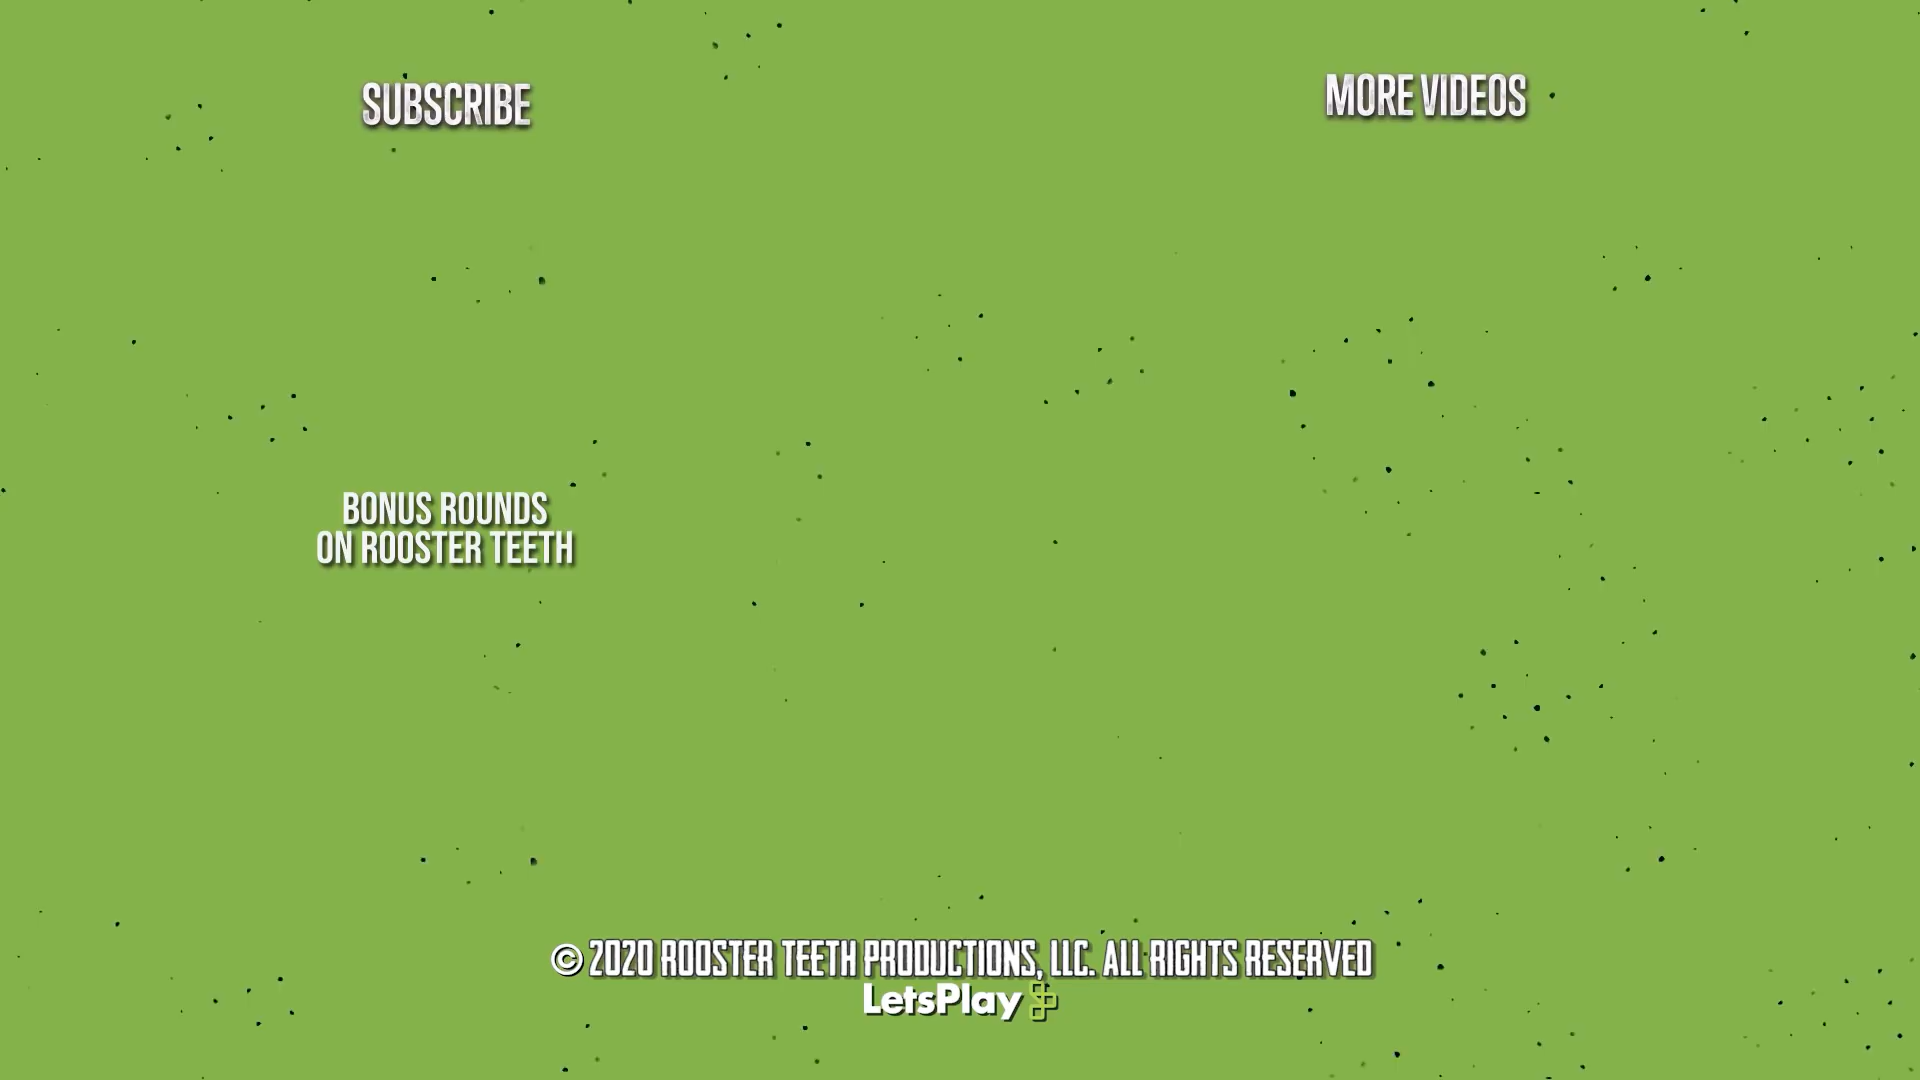 SUBSCRIBE
MORE VIDEOS
BONUS ROUNDS
ON ROOSTER TEETH
© 2020 ROOSTER TEETH PRODUCTIONS, LLC. ALL RIGHTS RESERVED
LetsPlay